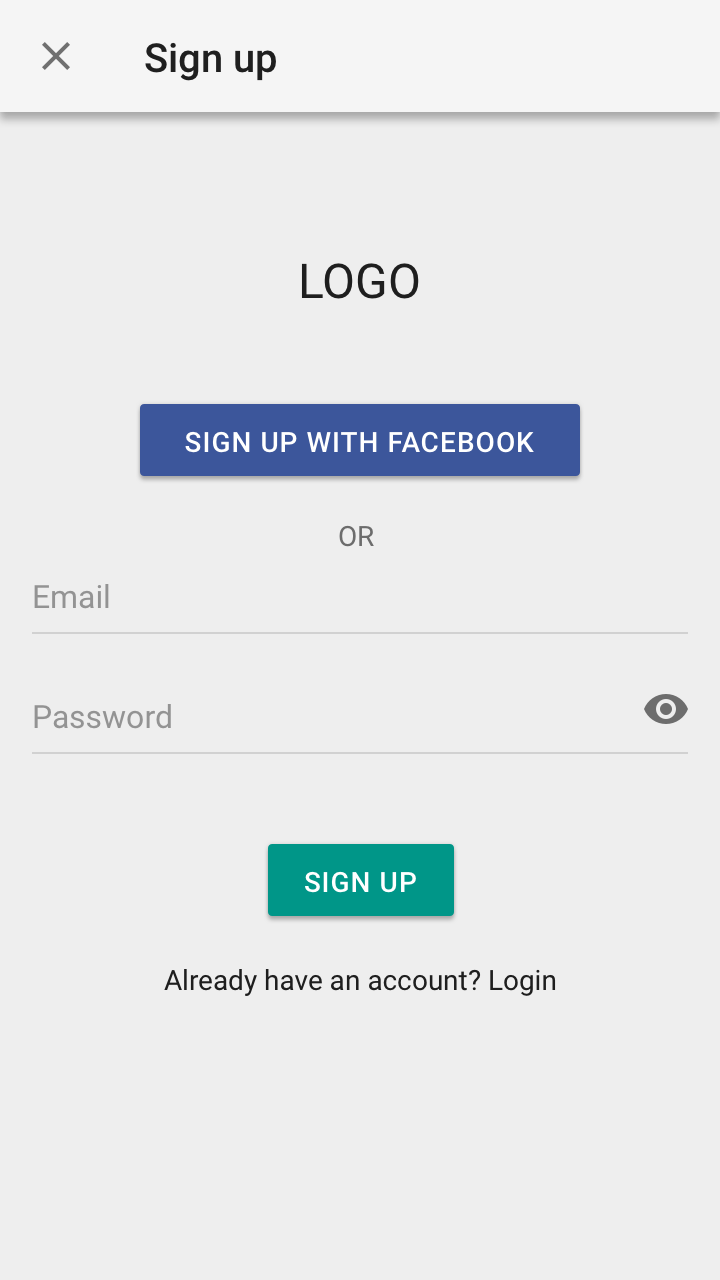 Sign up
LOGO
SIGN UP WITH FACEBOOK
OR
Email
Password
SIGN UP
Already have an account? Login